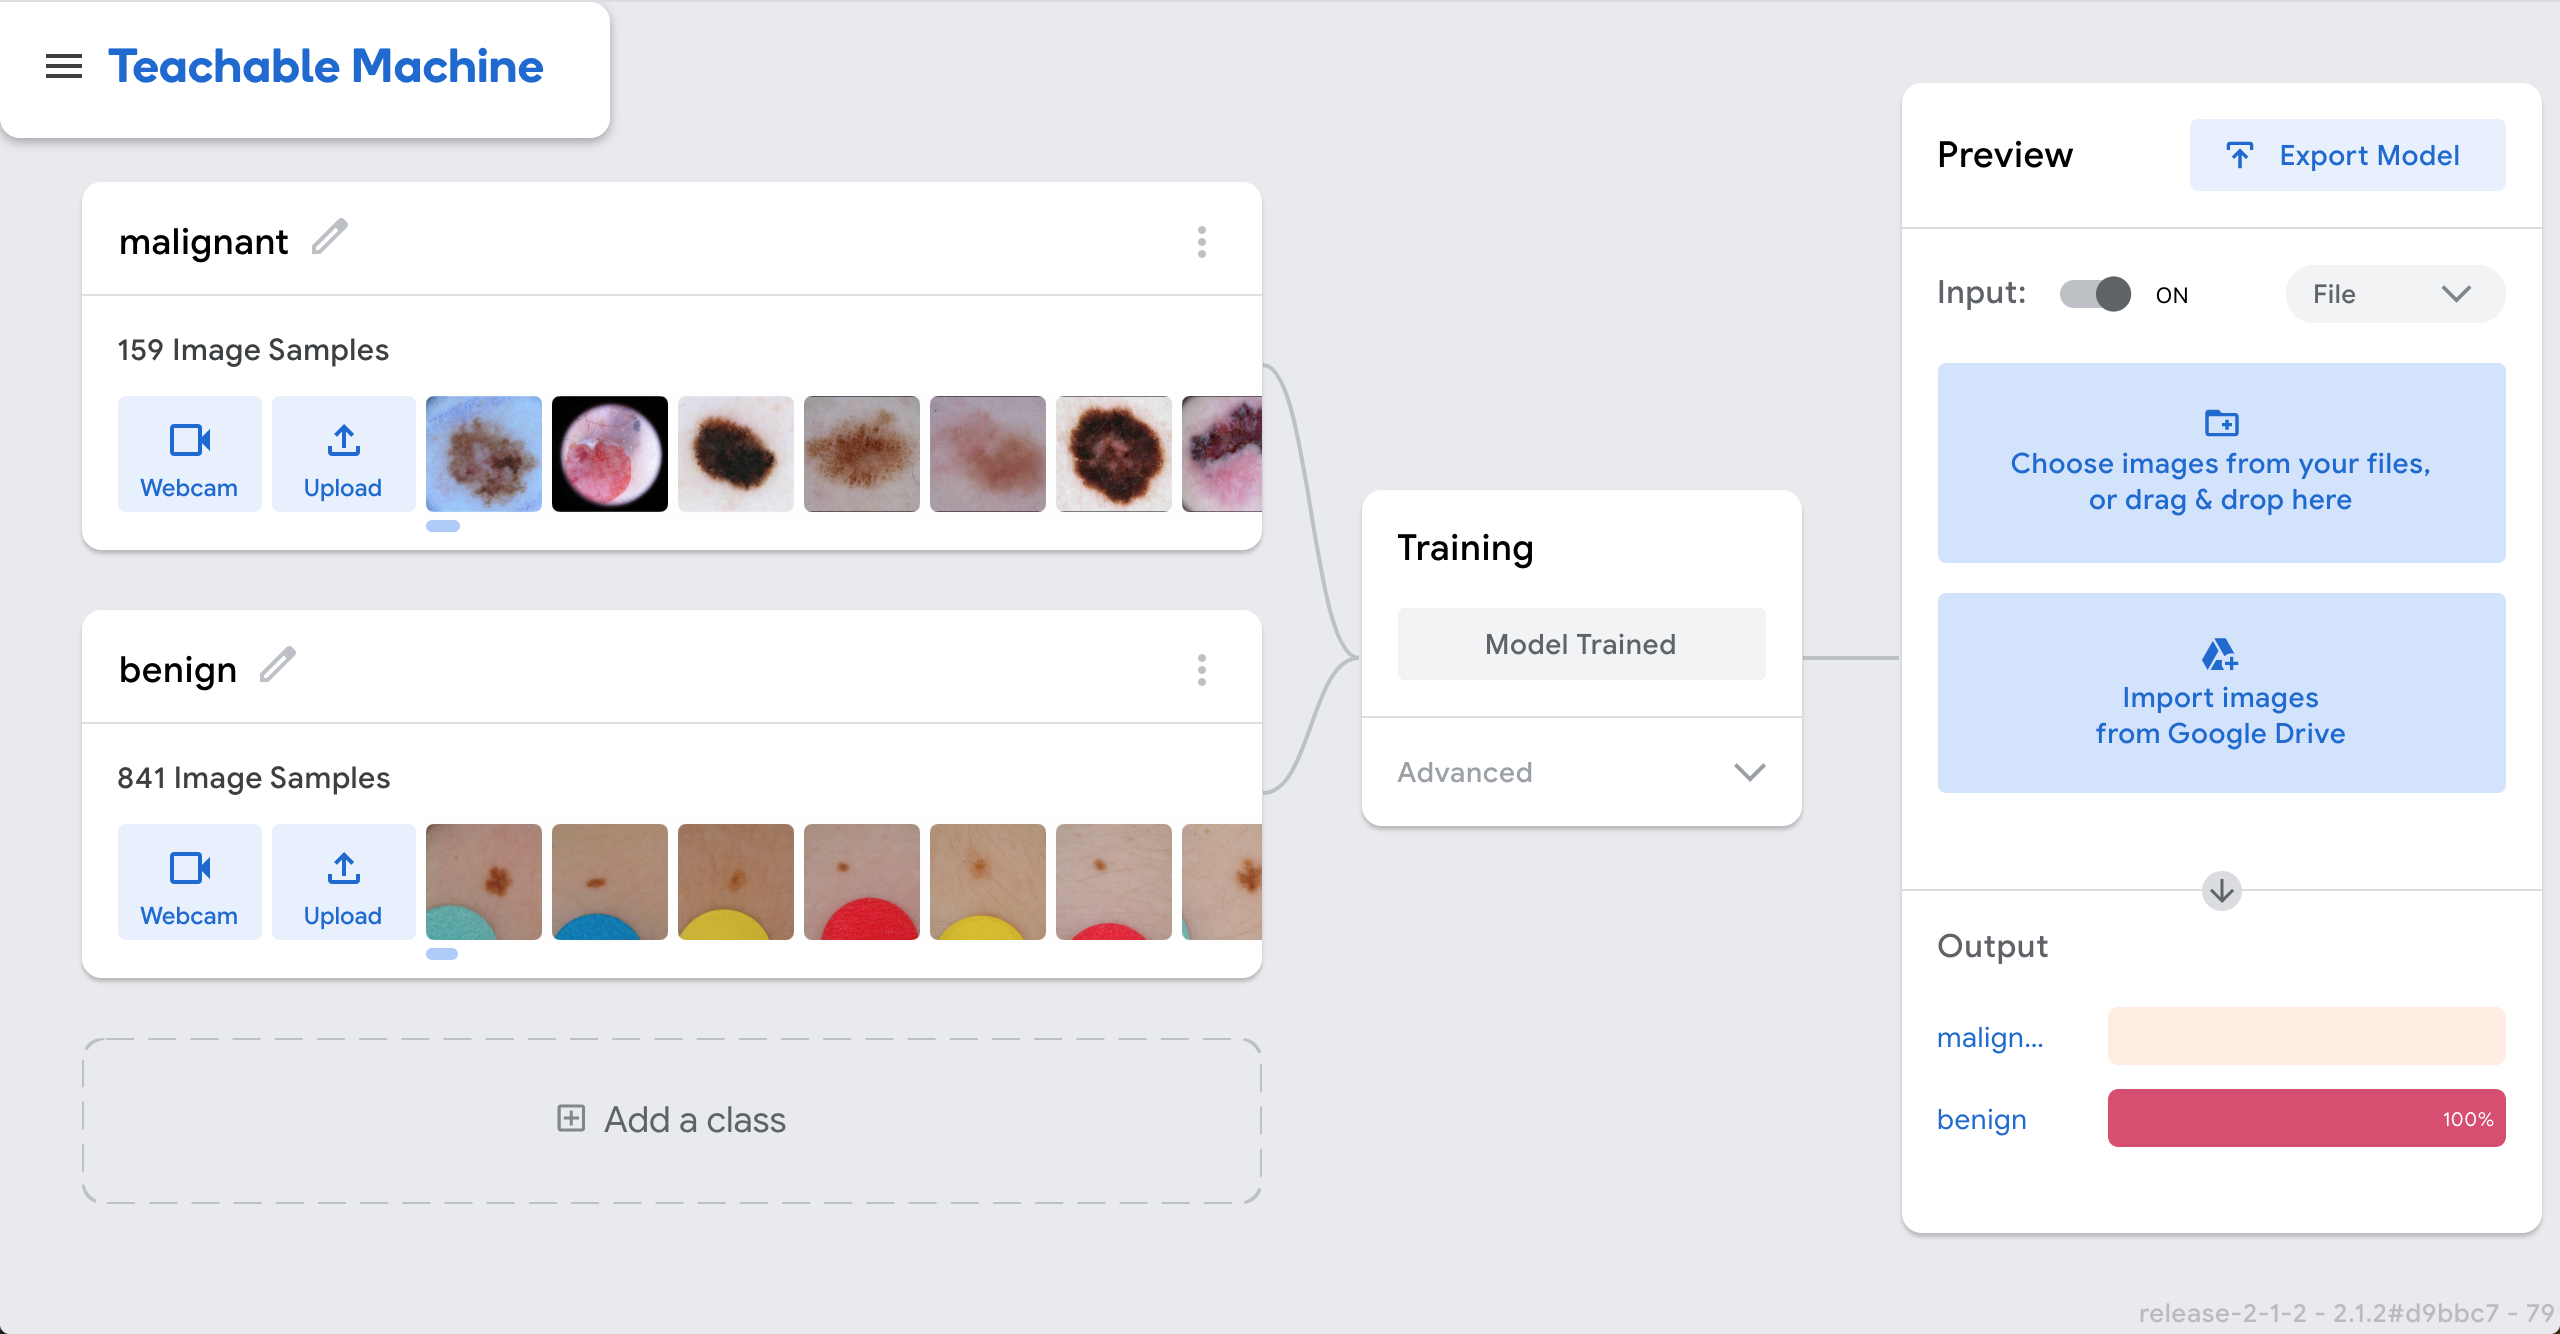 Teachable Machine
malignant
159 Image Samples
Webcam
Upload
benign
841 Image Samples
Webcam
Upload
Add a class
Training
Model Trained
Advanced
Preview
Export Model
Input:
ON
File
Choose images from your files,
or drag & drop here
Import images
from Google Drive
Output
malign...
benign
100%
release-2-1-2 - 2.1.2#d9bbc7 - 79